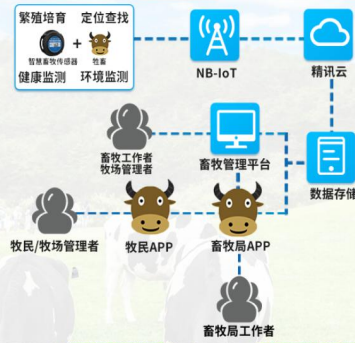 繁殖培育 定位查找
+
智慧畜牧传感器 牲畜
健康监测 环境监测
NB-IoT
精讯云
畜牧工作者
牧场管理者
畜牧管理平台
数据存储
牧民/牧场管理者
牧民APP
畜牧局APP
畜牧局工作者